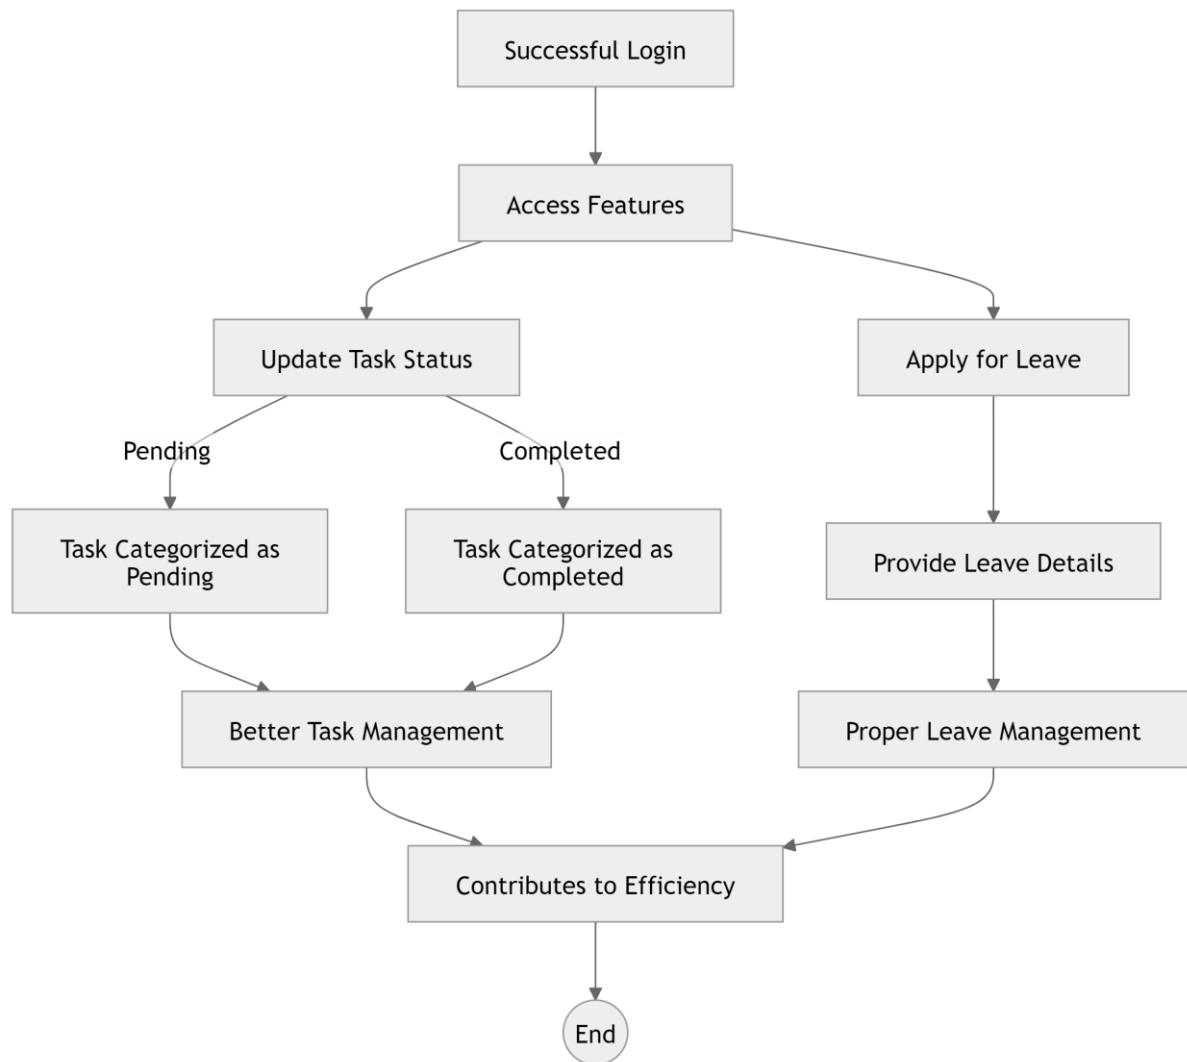 Successful Login
Access Features
Update Task Status
Apply for Leave
Pending
Completed
Task Categorized as
Pending
Task Categorized as
Completed
Provide Leave Details
Better Task Management
Proper Leave Management
Contributes to Efficiency
End